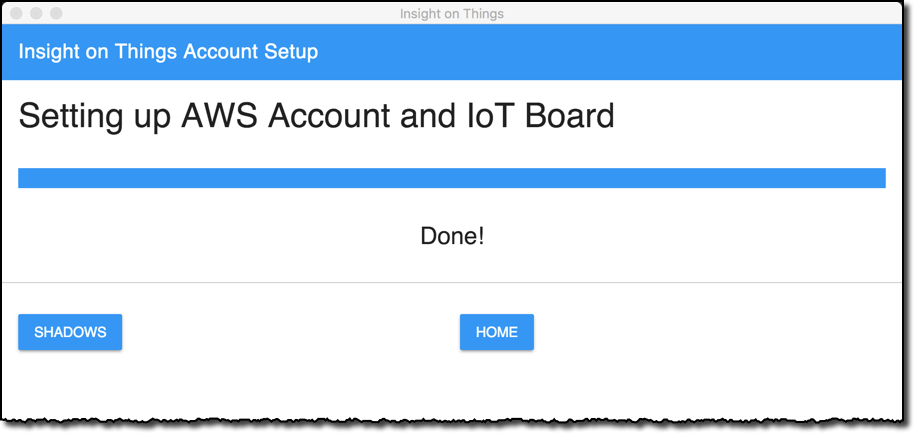 Insight on Things
Insight on Things Account Setup
Setting up AWS Account and IoT Board
Done!
SHADOWS
HOME